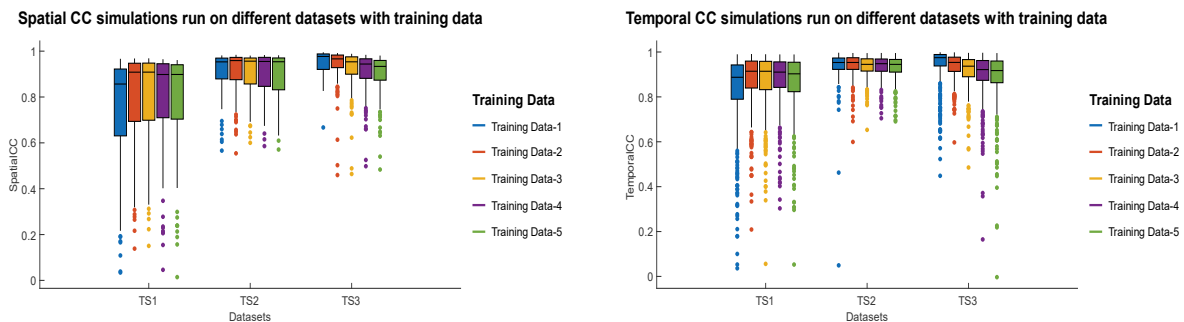 Spatial CC simulations run on different datasets with training data
SpatialCC
1
0.8
0.6
0.4
0.2
0
TS1 TS2 TS3
Datasets
Training Data
Training Data-1
Training Data-2
Training Data-3
Training Data-4
Training Data-5
Temporal CC simulations run on different datasets with training data
TemporalCC
1
0.8
0.6
0.4
0.2
0
TS1 TS2 TS3
Datasets
Training Data
Training Data-1
Training Data-2
Training Data-3
Training Data-4
Training Data-5